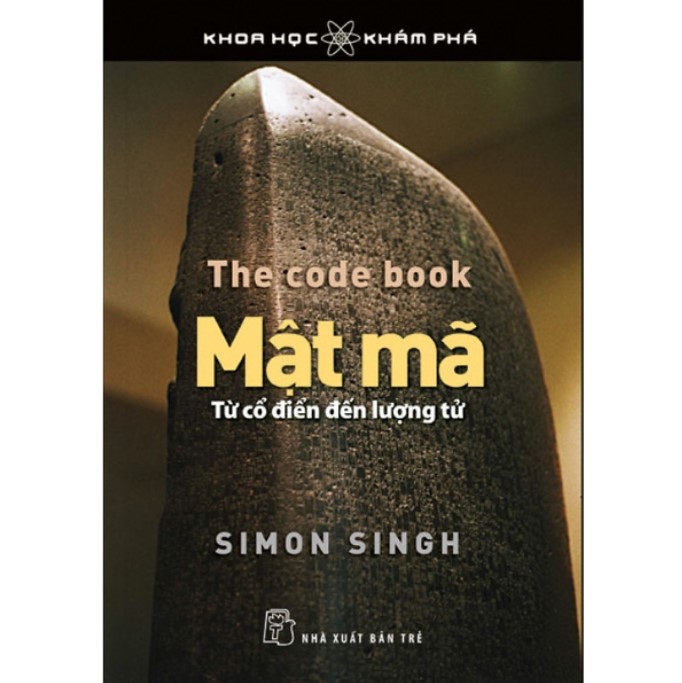 KHOA HỌC KHÁM PHÁ
The code book
Mật mã
Từ cổ điển đến lượng tử
SIMON SINGH
T
NHÀ XUẤT BẢN TRẺ